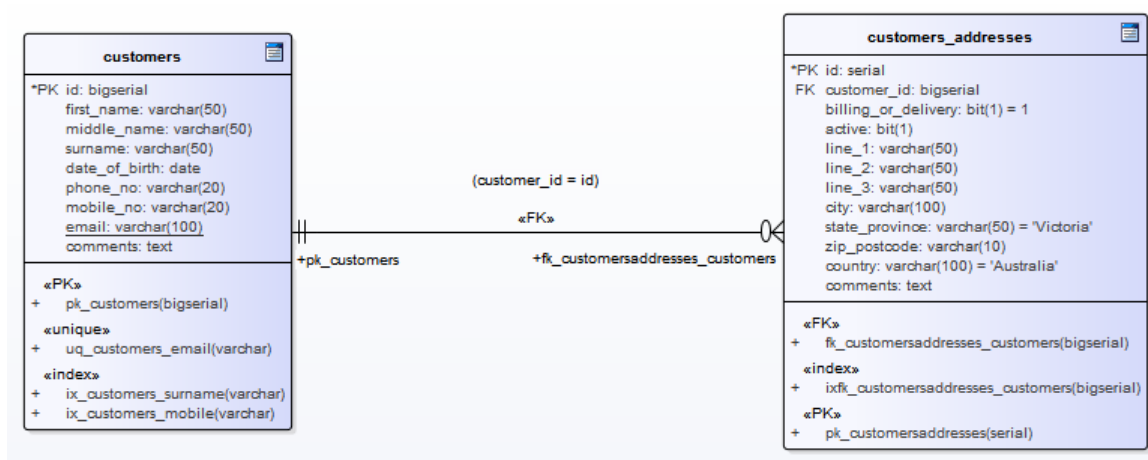 customers
*PK id: bigserial
first_name: varchar(50)
middle_name: varchar(50)
surname: varchar(50)
date_of_birth: date
phone_no: varchar(20)
mobile_no: varchar(20)
email: varchar(100)
comments: text
«PK»
+ pk_customers(bigserial)
«unique»
+ uq_customers_email(varchar)
«index»
+ ix_customers_surname(varchar)
+ ix_customers_mobile(varchar)
(customer_id = id)
«FK»
+pk_customers
+fk_customersaddresses_customers
customers_addresses
*PK id: serial
FK customer_id: bigserial
billing_or_delivery: bit(1) = 1
active: bit(1)
line_1: varchar(50)
line_2: varchar(50)
line_3: varchar(50)
city: varchar(100)
state_province: varchar(50) = 'Victoria'
zip_postcode: varchar(10)
country: varchar(100) = 'Australia'
comments: text
«FK»
+ fk_customersaddresses_customers(bigserial)
«index»
+ ixfk_customersaddresses_customers(bigserial)
«PK»
+ pk_customersaddresses(serial)